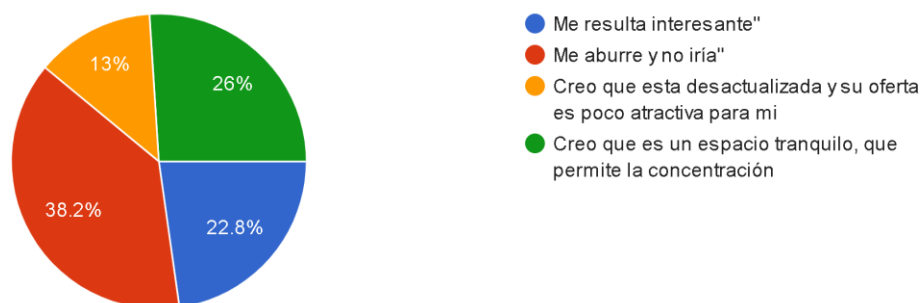 13%
26%
38.2%
22.8%
Me resulta interesante"
Me aburre y no iría"
Creo que esta desactualizada y su oferta
es poco atractiva para mi
Creo que es un espacio tranquilo, que
permite la concentración